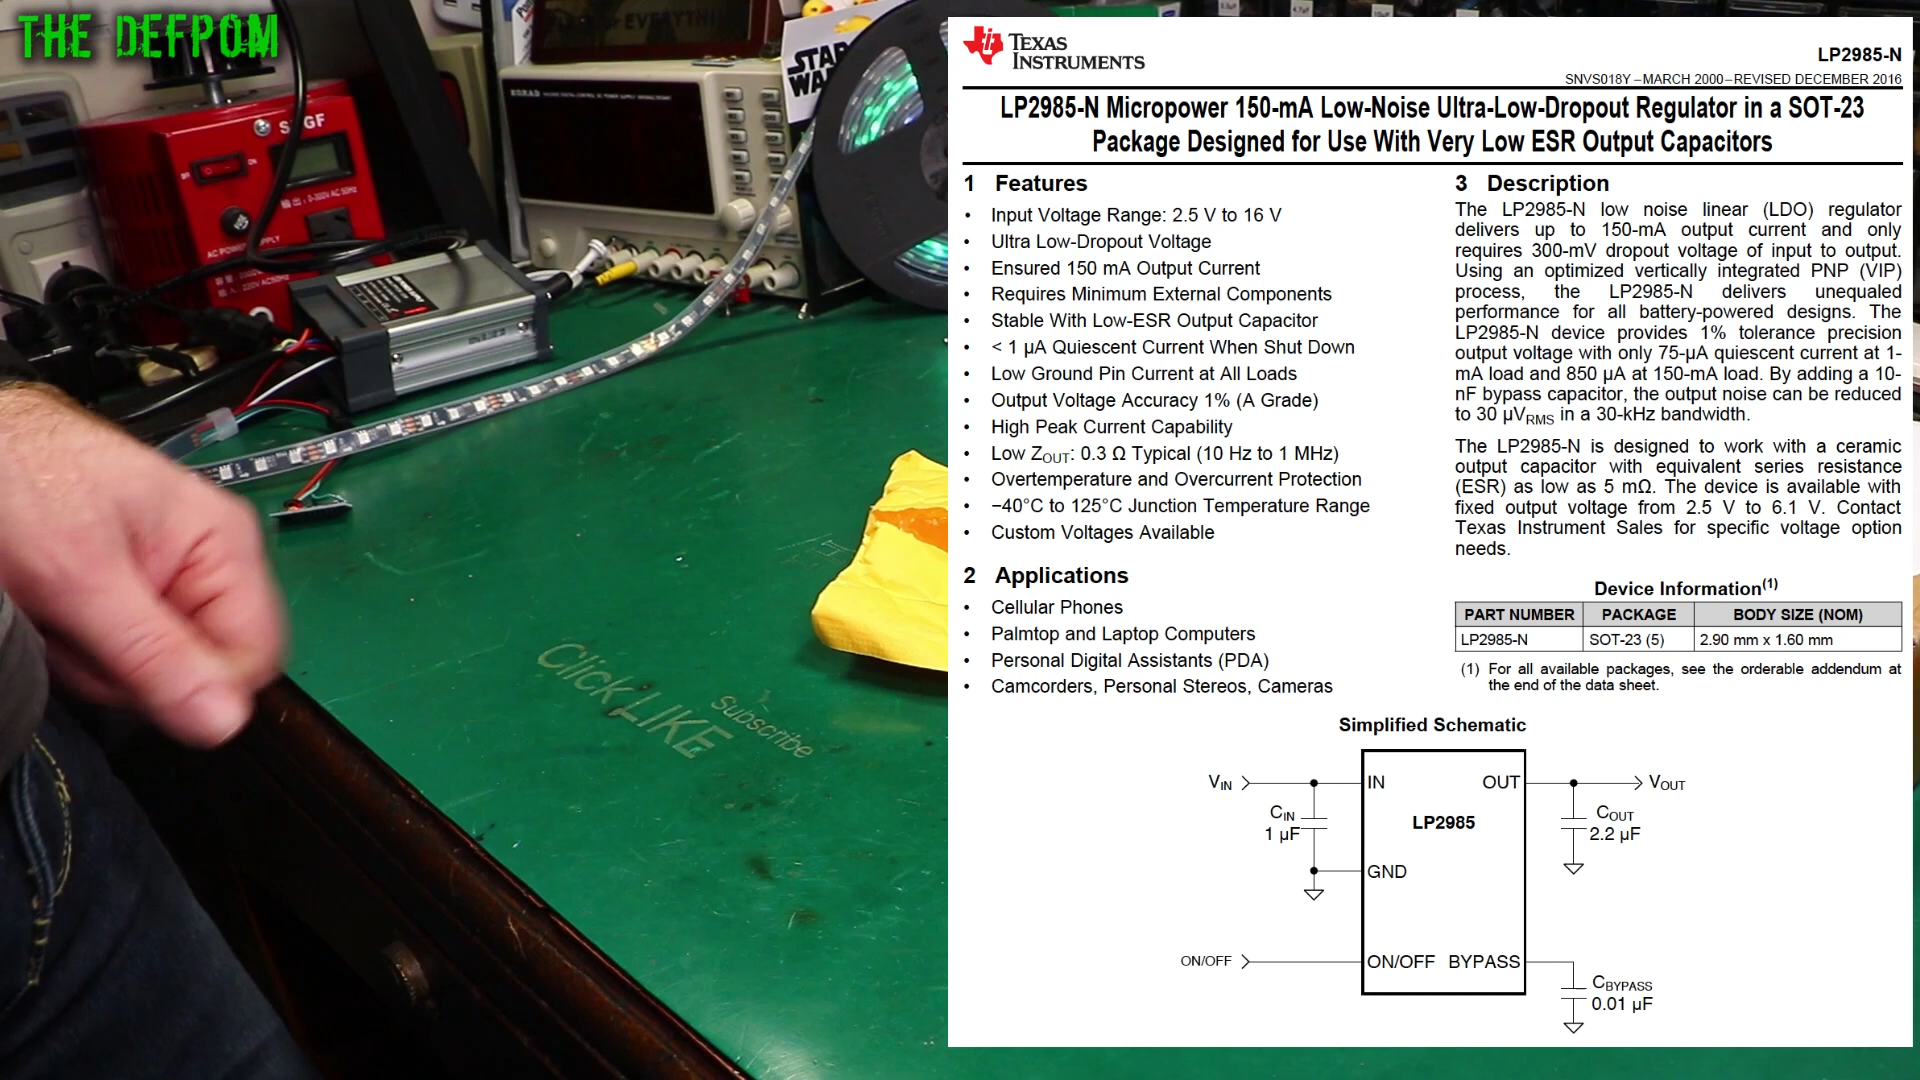 THE DEFPOM
EVERYTHI
STAR
WA
KORAD
ON
OFF
AC POWER SUPPLY
Click LIKE
Subscribe
TEXAS
INSTRUMENTS
LP2985-N
SNVS018Y – MARCH 2000 – REVISED DECEMBER 2016
LP2985-N Micropower 150-mA Low-Noise Ultra-Low-Dropout Regulator in a SOT-23
Package Designed for Use With Very Low ESR Output Capacitors
1 Features
• Input Voltage Range: 2.5 V to 16 V
• Ultra Low-Dropout Voltage
• Ensured 150 mA Output Current
• Requires Minimum External Components
• Stable With Low-ESR Output Capacitor
• < 1 µA Quiescent Current When Shut Down
• Low Ground Pin Current at All Loads
• Output Voltage Accuracy 1% (A Grade)
• High Peak Current Capability
• Low ZOUT: 0.3 Ω Typical (10 Hz to 1 MHz)
• Overtemperature and Overcurrent Protection
• −40°C to 125°C Junction Temperature Range
• Custom Voltages Available
2 Applications
• Cellular Phones
• Palmtop and Laptop Computers
• Personal Digital Assistants (PDA)
• Camcorders, Personal Stereos, Cameras
3 Description
The LP2985-N low noise linear (LDO) regulator
delivers up to 150-mA output current and only
requires 300-mV dropout voltage of input to output.
Using an optimized vertically integrated PNP (VIP)
process, the LP2985-N delivers unequaled
performance for all battery-powered designs. The
LP2985-N device provides 1% tolerance precision
output voltage with only 75-µA quiescent current at 1-
mA load and 850 µA at 150-mA load. By adding a 10-
nF bypass capacitor, the output noise can be reduced
to 30 µVRMS in a 30-kHz bandwidth.
The LP2985-N is designed to work with a ceramic
output capacitor with equivalent series resistance
(ESR) as low as 5 mΩ. The device is available with
fixed output voltage from 2.5 V to 6.1 V. Contact
Texas Instrument Sales for specific voltage option
needs.
Device Information(1)
PART NUMBER PACKAGE BODY SIZE (NOM)
LP2985-N SOT-23 (5) 2.90 mm x 1.60 mm
(1) For all available packages, see the orderable addendum at
the end of the data sheet.
Simplified Schematic
VIN IN OUT VOUT
CIN
1 µF
LP2985
COUT
2.2 µF
GND
ON/OFF ON/OFF BYPASS
CBYPASS
0.01 µF